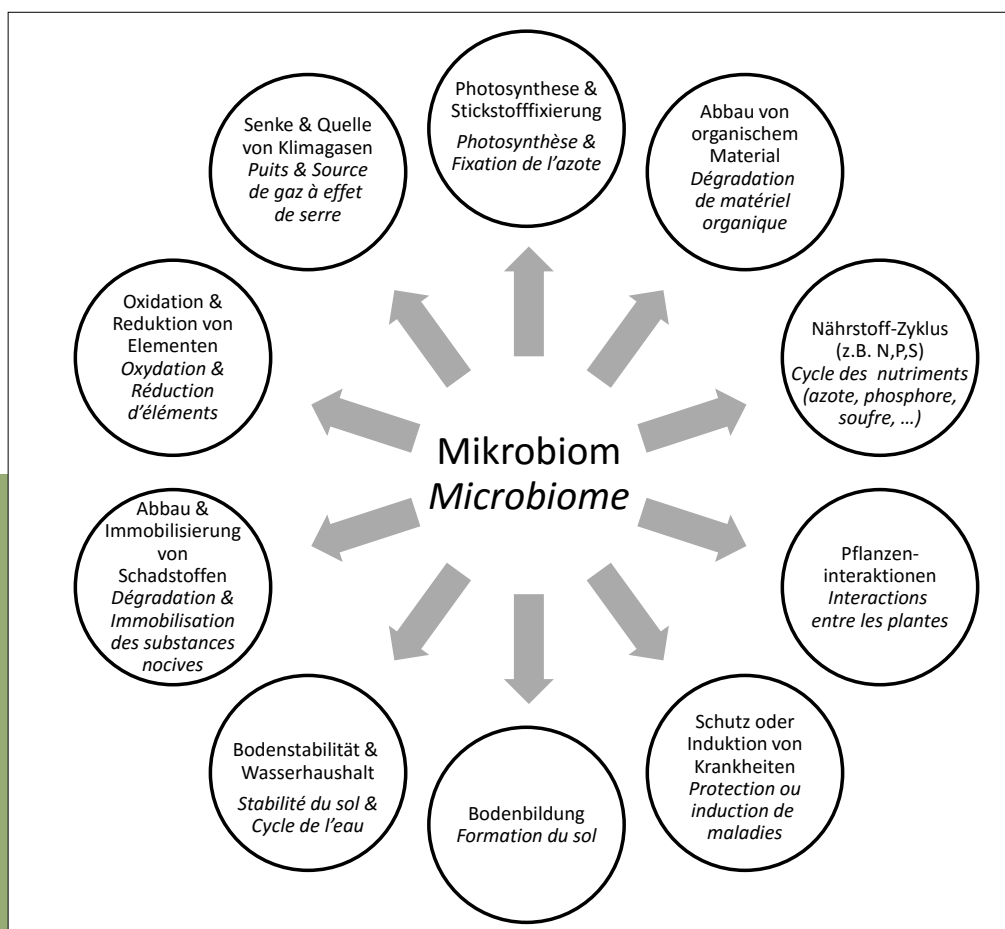 Photosynthese &
Stickstofffixierung
Photosynthèse &
Fixation de l'azote
Abbau von
organischem
Material
Dégradation
de matériel
organique
Nährstoff-Zyklus
(z.B. N,P,S)
Cycle des nutriments
(azote, phosphore,
soufre, …)
Pflanzen-
interaktionen
Interactions
entre les plantes
Schutz oder
Induktion von
Krankheiten
Protection ou
induction de
maladies
Bodenbildung
Formation du sol
Bodenstabilität &
Wasserhaushalt
Stabilité du sol &
Cycle de l'eau
Abbau &
Immobilisierung
von
Schadstoffen
Dégradation &
Immobilisation
des substances
nocives
Oxidation &
Reduktion von
Elementen
Oxydation &
Réduction
d'éléments
Senke & Quelle
von Klimagasen
Puits & Source
de gaz à effet
de serre
Mikrobiom
Microbiome